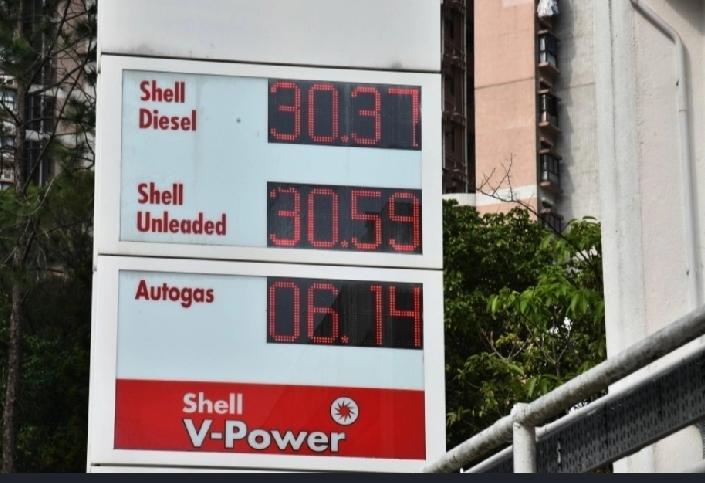 Shell
Diesel
30.37
Shell
Unleaded
30.59
Autogas
06.14
Shell
V-Power